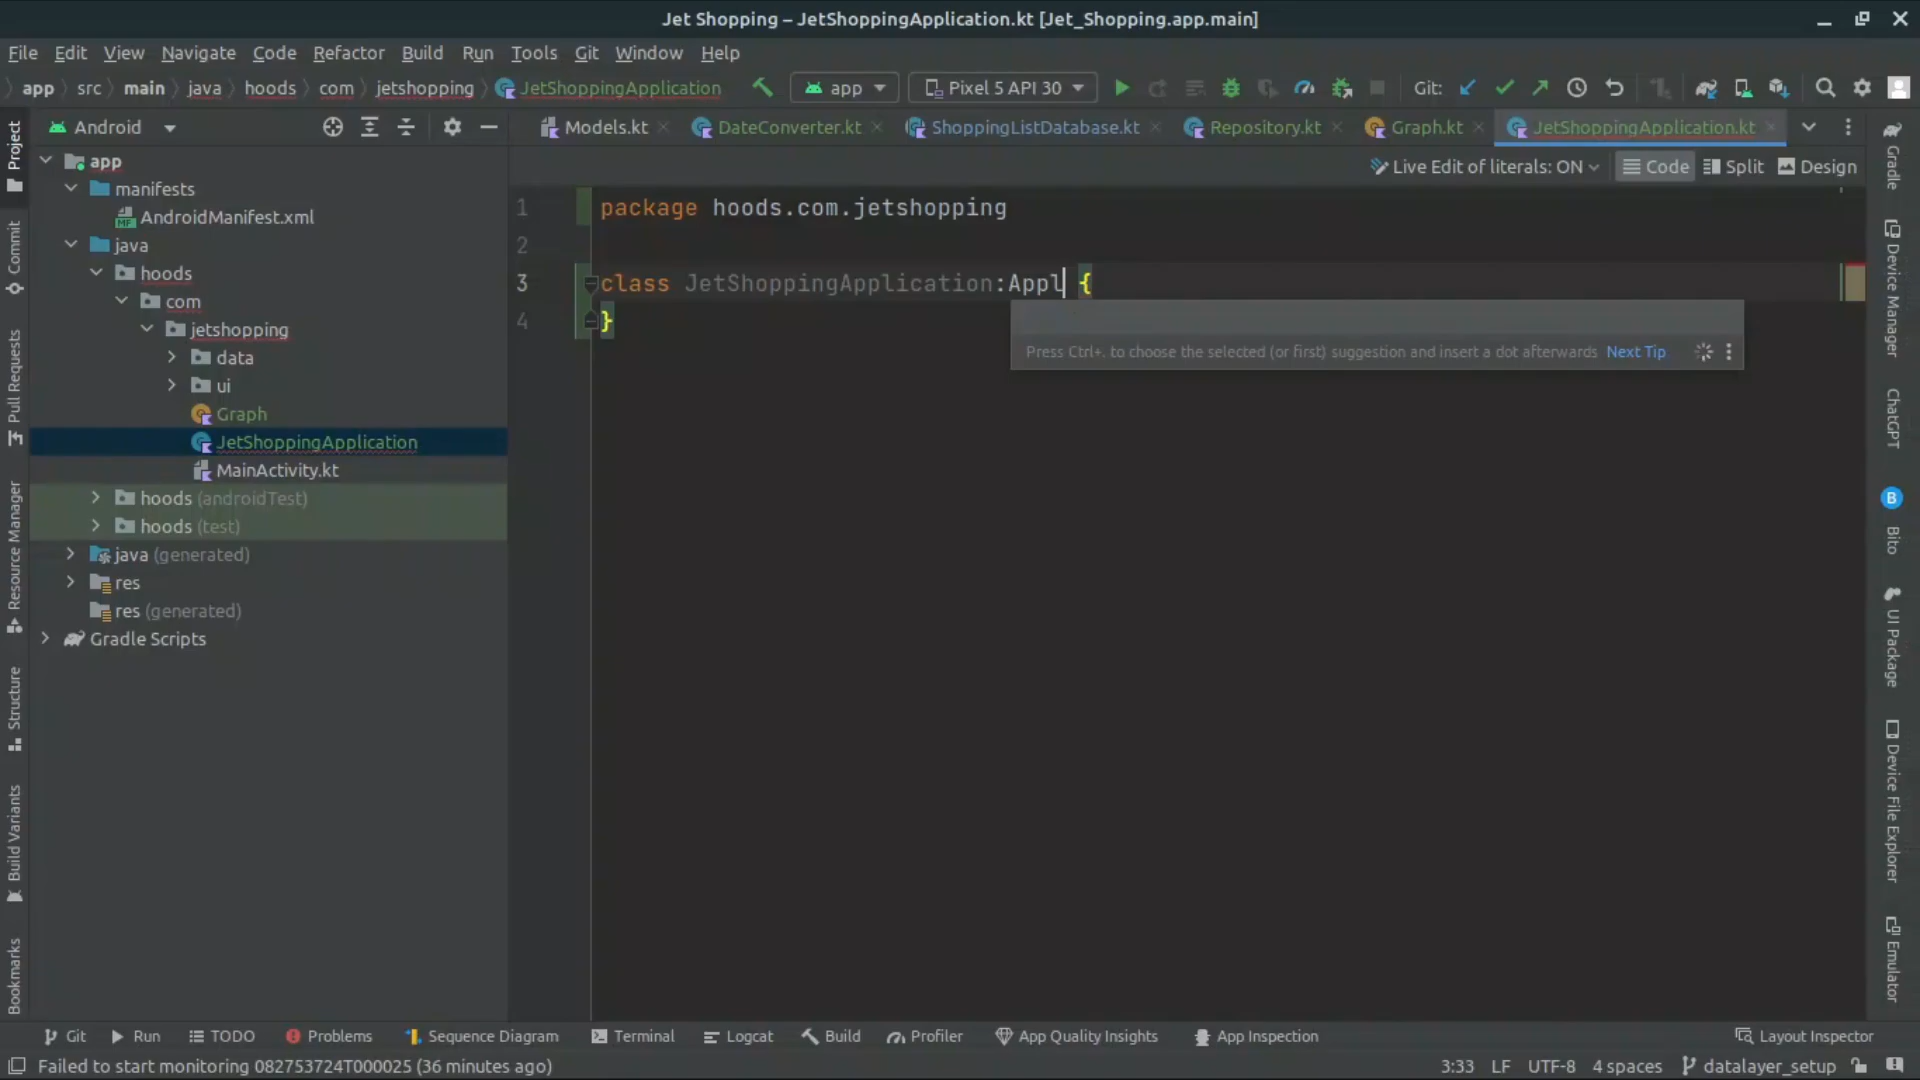 Jet Shopping – JetShoppingApplication.kt [Jet_Shopping.app.main]
File Edit View Navigate Code Refactor Build Run Tools Git Window Help
app src main java hoods com jetshopping JetShoppingApplication app Pixel 5 API 30 Git:
Project
Android
Models.kt DateConverter.kt ShoppingListDatabase.kt Repository.kt Graph.kt JetShoppingApplication.kt
Live Edit of literals: ON Code Split Design
app
manifests
MF AndroidManifest.xml
java
hoods
com
jetshopping
data
ui
Graph
JetShoppingApplication
MainActivity.kt
hoods (androidTest)
hoods (test)
java (generated)
res
res (generated)
Gradle Scripts
1 package hoods.com.jetshopping
2
3 class JetShoppingApplication:Appl {
4 }
Press Ctrl+. to choose the selected (or first) suggestion and insert a dot afterwards Next Tip
Commit
Pull Requests
Resource Manager
Structure
Build Variants
Bookmarks
Gradle
Device Manager
ChatGPT
B
Bito
UI Package
Device File Explorer
Emulator
Git Run TODO Problems Sequence Diagram Terminal Logcat Build Profiler App Quality Insights App Inspection Layout Inspector
Failed to start monitoring 082753724T000025 (36 minutes ago) 3:33 LF UTF-8 4 spaces datalayer_setup